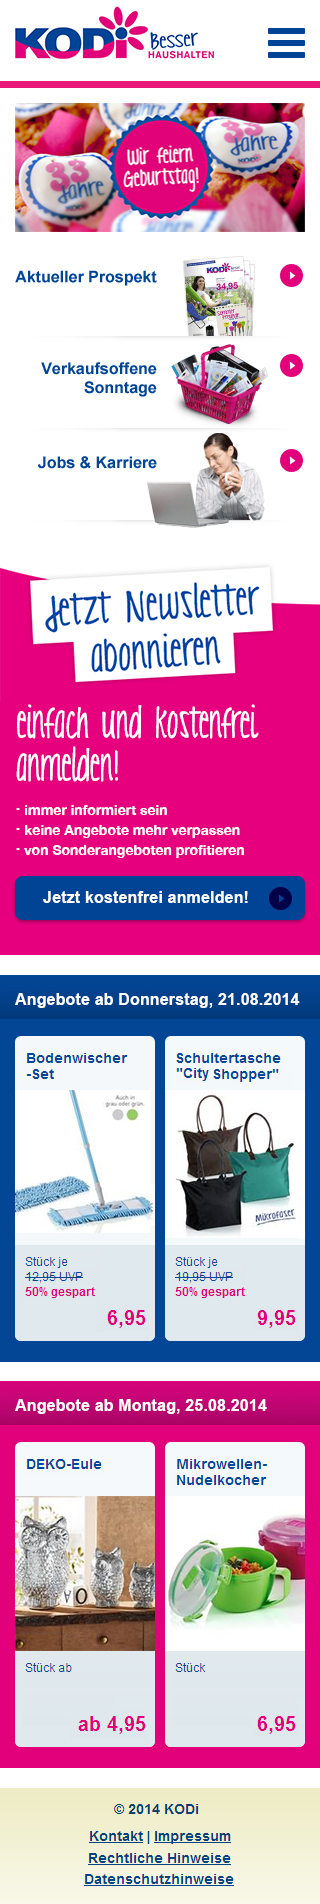 KODi Besser
HAUSHALTEN
33
Jahre
KODi
Wir feiern
Geburtstag!
33
Jahre
KODi
Aktueller Prospekt
KODi
34,95
Verkaufsoffene
Sonntage
Jobs & Karriere
Jetzt Newsletter
abonnieren
einfach und kostenfrei
anmelden!
· immer informiert sein
· keine Angebote mehr verpassen
· von Sonderangeboten profitieren
Jetzt kostenfrei anmelden!
Angebote ab Donnerstag, 21.08.2014
Bodenwischer
-Set
Auch in
grau oder grün.
Stück je
12,95 UVP
50% gespart
6,95
Schultertasche
"City Shopper"
Mikrofaser
Stück je
19,95 UVP
50% gespart
9,95
Angebote ab Montag, 25.08.2014
DEKO-Eule
Stück ab
ab 4,95
Mikrowellen-
Nudelkocher
Stück
6,95
© 2014 KODi
Kontakt | Impressum
Rechtliche Hinweise
Datenschutzhinweise